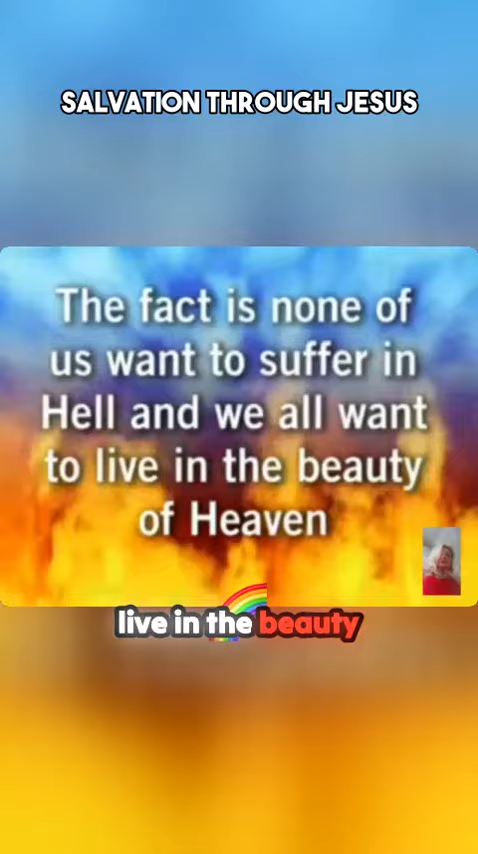 SALVATION THROUGH JESUS
The fact is none of
us want to suffer in
Hell and we all want
to live in the beauty
of Heaven
live in the beauty